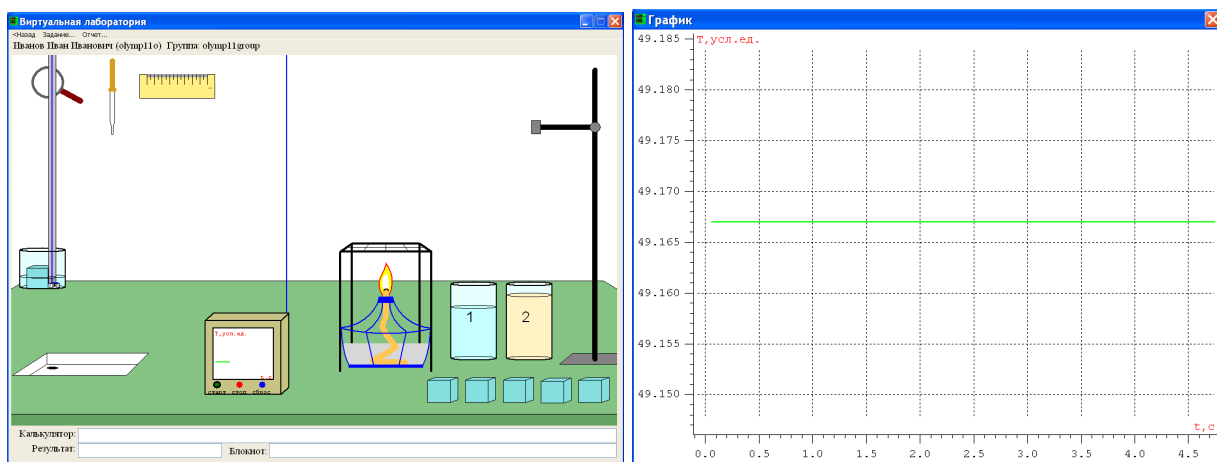 Виртуальная лаборатория
<Назад Задание... Отчет...
Иванов Иван Иванович (olymp11o) Группа: olymp11group
T,усл.ед.
t,c
старт стоп сброс
1
2
Калькулятор:
Результат:
Блокнот:
График
T,усл.ед.
49.185
49.180
49.175
49.170
49.165
49.160
49.155
49.150
t,c
0.0 0.5 1.0 1.5 2.0 2.5 3.0 3.5 4.0 4.5